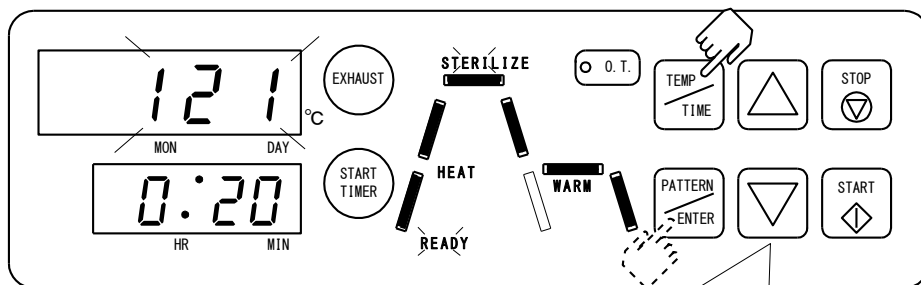 121
°C
MON DAY
0:20
HR MIN
EXHAUST
START
TIMER
STERILIZE
HEAT
READY
WARM
O.T.
TEMP
TIME
STOP
PATTERN
ENTER
START